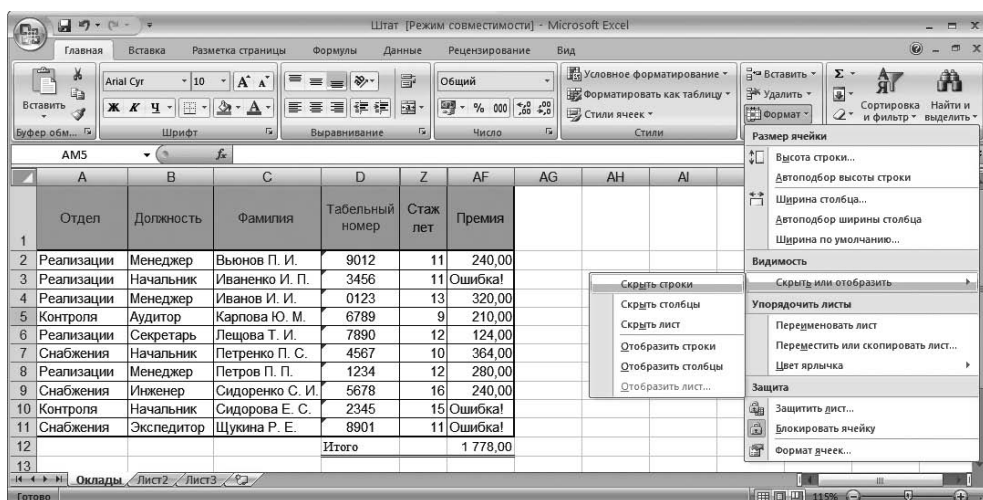 Штат [Режим совместимости] - Microsoft Excel
Главная Вставка Разметка страницы Формулы Данные Рецензирование Вид
Вставить
Буфер обм...
Arial Cyr 10
Ж К Ч
Шрифт
Выравнивание
Общий
% 000
Число
Условное форматирование
Форматировать как таблицу
Стили ячеек
Стили
Вставить
Удалить
Формат
Σ
Сортировка и фильтр
Найти и выделить
AM5 fx
A B C D Z AF AG AH AI
1 Отдел Должность Фамилия Табельный номер Стаж лет Премия
2 Реализации Менеджер Вьюнов П. И. 9012 11 240,00
3 Реализации Начальник Иваненко И. П. 3456 11 Ошибка!
4 Реализации Менеджер Иванов И. И. 0123 13 320,00
5 Контроля Аудитор Карпова Ю. М. 6789 9 210,00
6 Реализации Секретарь Лещова Т. И. 7890 12 124,00
7 Снабжения Начальник Петренко П. С. 4567 10 364,00
8 Реализации Менеджер Петров П. П. 1234 12 280,00
9 Снабжения Инженер Сидоренко С. И. 5678 16 240,00
10 Контроля Начальник Сидорова Е. С. 2345 15 Ошибка!
11 Снабжения Экспедитор Щукина Р. Е. 8901 11 Ошибка!
12 Итого 1 778,00
13
Размер ячейки
Высота строки...
Автоподбор высоты строки
Ширина столбца...
Автоподбор ширины столбца
Ширина по умолчанию...
Видимость
Скрыть или отобразить
Упорядочить листы
Переименовать лист
Переместить или скопировать лист...
Цвет ярлычка
Защита
Защитить лист...
Блокировать ячейку
Формат ячеек...
Скрыть строки
Скрыть столбцы
Скрыть лист
Отобразить строки
Отобразить столбцы
Отобразить лист...
Оклады Лист2 Лист3
Готово 115%